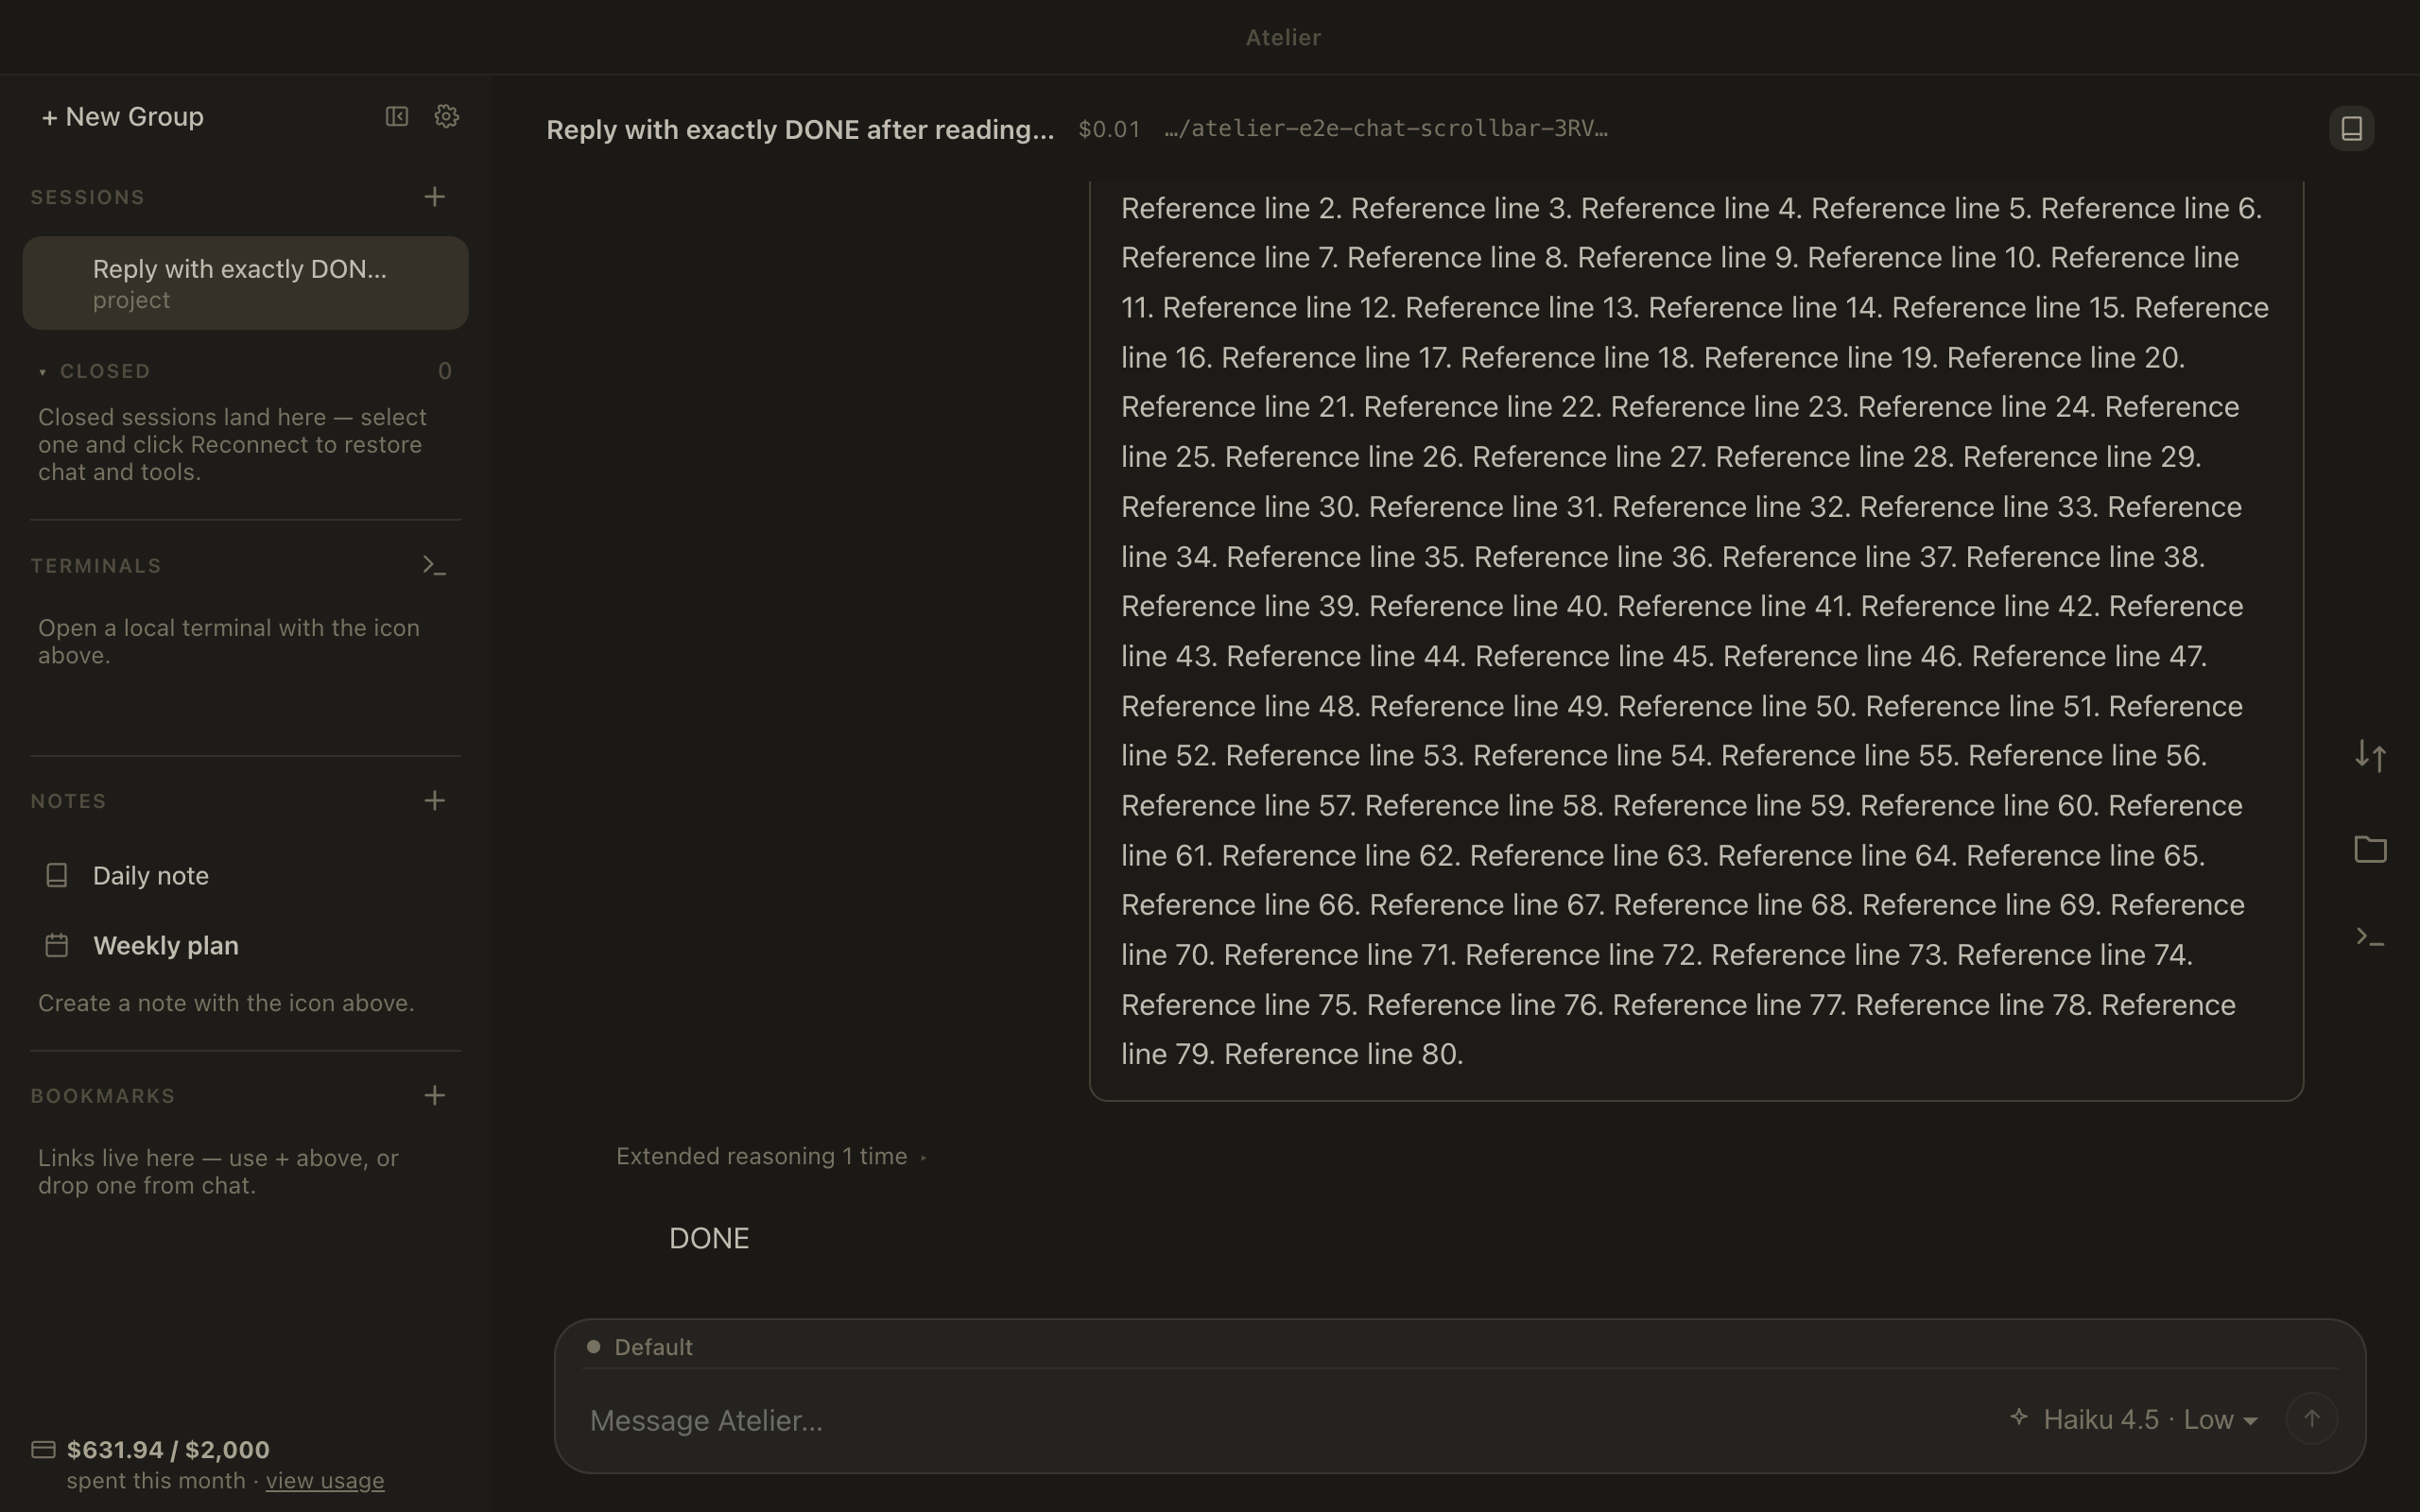 Atelier
+ New Group
SESSIONS
Reply with exactly DON...
project
CLOSED 0
Closed sessions land here — select
one and click Reconnect to restore
chat and tools.
TERMINALS
Open a local terminal with the icon
above.
NOTES
Daily note
Weekly plan
Create a note with the icon above.
BOOKMARKS
Links live here — use + above, or
drop one from chat.
$631.94 / $2,000
spent this month · view usage
Reply with exactly DONE after reading... $0.01 …/atelier-e2e-chat-scrollbar-3RV…
Reference line 2. Reference line 3. Reference line 4. Reference line 5. Reference line 6.
Reference line 7. Reference line 8. Reference line 9. Reference line 10. Reference line
11. Reference line 12. Reference line 13. Reference line 14. Reference line 15. Reference
line 16. Reference line 17. Reference line 18. Reference line 19. Reference line 20.
Reference line 21. Reference line 22. Reference line 23. Reference line 24. Reference
line 25. Reference line 26. Reference line 27. Reference line 28. Reference line 29.
Reference line 30. Reference line 31. Reference line 32. Reference line 33. Reference
line 34. Reference line 35. Reference line 36. Reference line 37. Reference line 38.
Reference line 39. Reference line 40. Reference line 41. Reference line 42. Reference
line 43. Reference line 44. Reference line 45. Reference line 46. Reference line 47.
Reference line 48. Reference line 49. Reference line 50. Reference line 51. Reference
line 52. Reference line 53. Reference line 54. Reference line 55. Reference line 56.
Reference line 57. Reference line 58. Reference line 59. Reference line 60. Reference
line 61. Reference line 62. Reference line 63. Reference line 64. Reference line 65.
Reference line 66. Reference line 67. Reference line 68. Reference line 69. Reference
line 70. Reference line 71. Reference line 72. Reference line 73. Reference line 74.
Reference line 75. Reference line 76. Reference line 77. Reference line 78. Reference
line 79. Reference line 80.
Extended reasoning 1 time
DONE
Default
Message Atelier...
Haiku 4.5 · Low